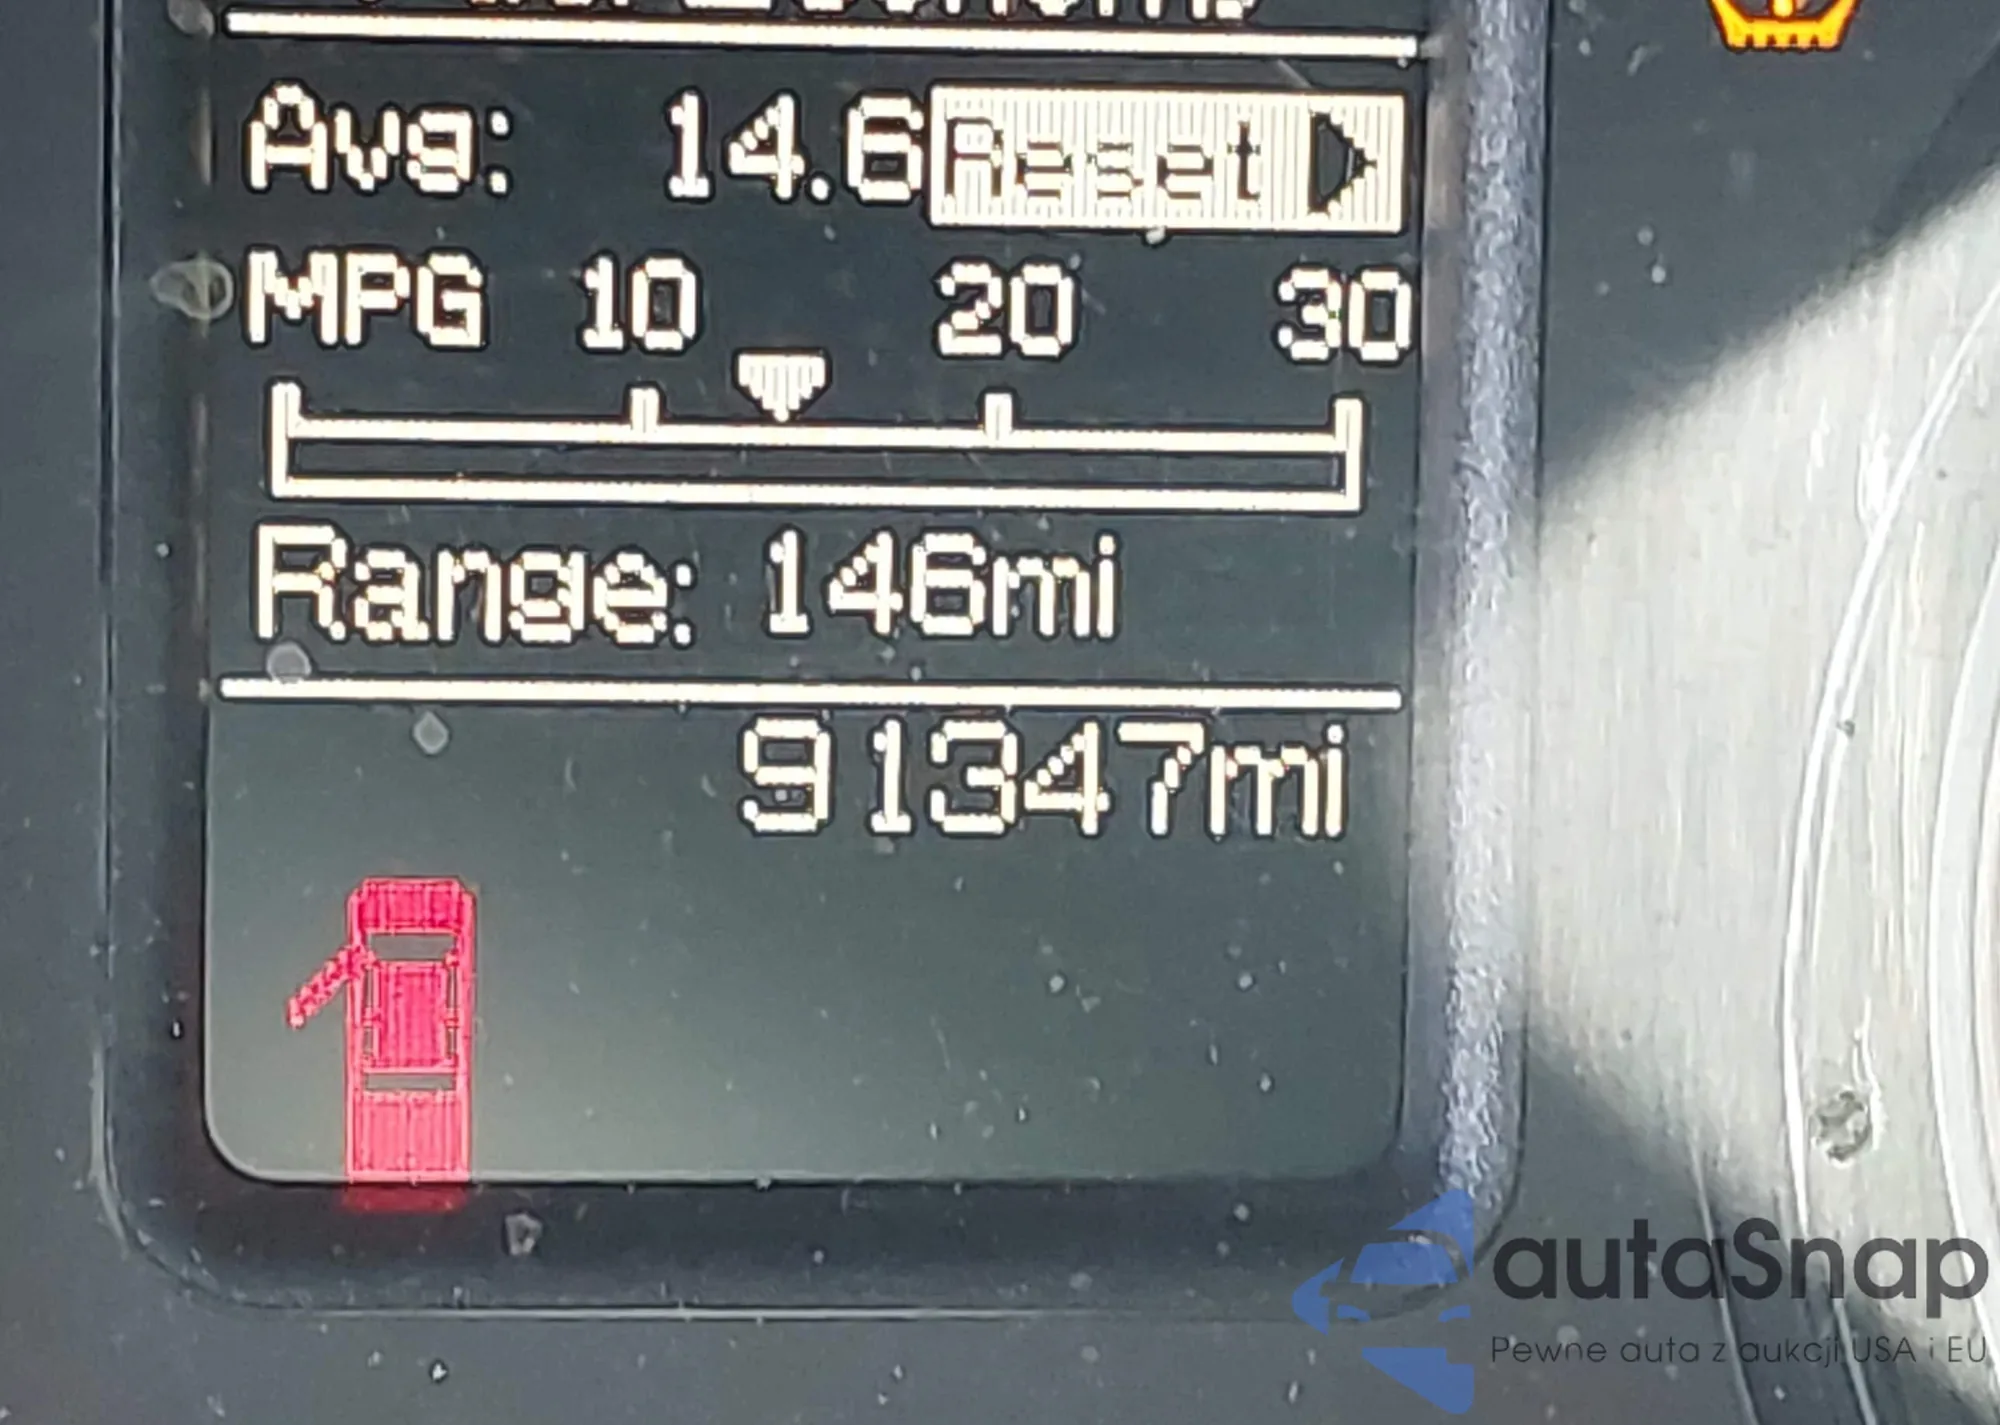 Avg: 14.6 Reset
MPG 10 20 30
Range: 146mi
91347mi
autaSnap
Pewne auta z aukcji USA i EU